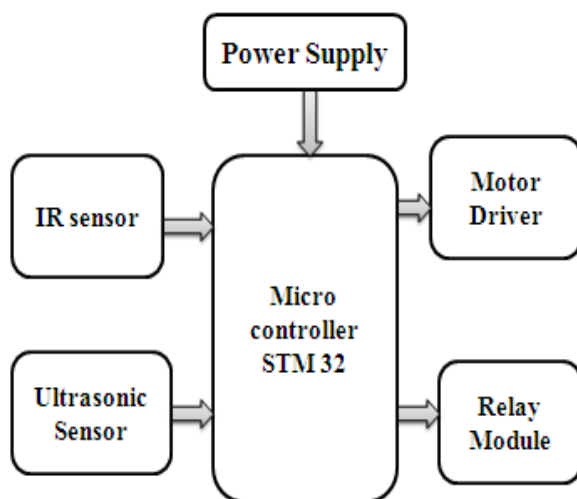 Power Supply
IR sensor
Motor
Driver
Micro
controller
STM 32
Ultrasonic
Sensor
Relay
Module